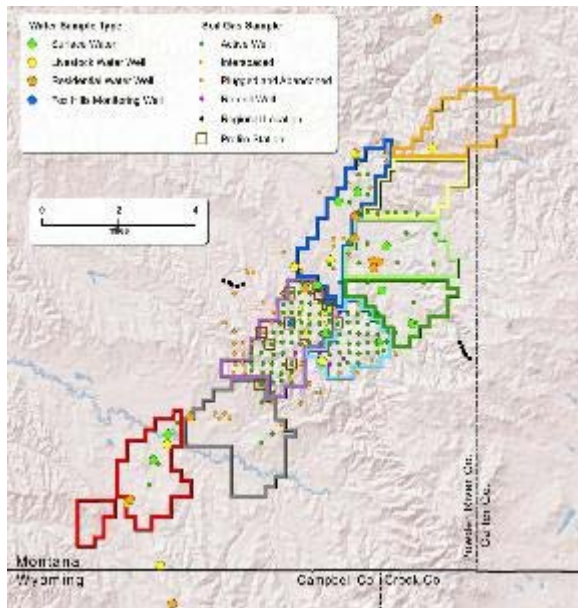 Water Sample Type
Surface Water
Livestock Water Well
Residential Water Well
Fox Hills Monitoring Well
Soil Gas Sample
Active Well
Interspaced
Plugged and Abandoned
Well
Regional Location
Profile Station
0 2 4
miles
Powder River Co.
Carter Co.
Montana
Wyoming
Campbell Co.
Crook Co.